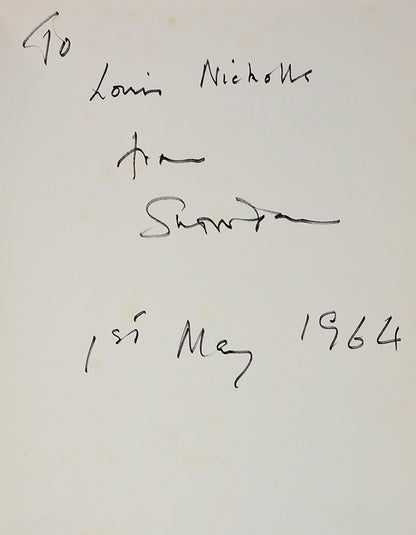 To
Louis Nicholls
from
Snowdon
1st May 1964